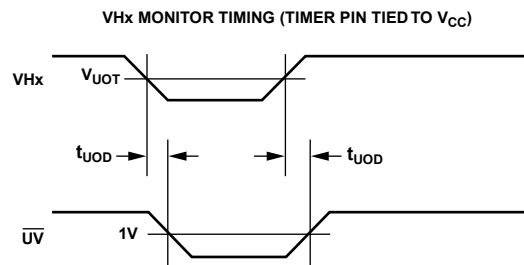 VHx MONITOR TIMING (TIMER PIN TIED TO VCC)
VHx
VUOT
tUOD
tUOD
UV
1V